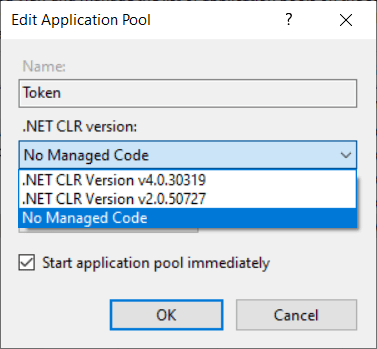 Edit Application Pool
?
Name:
Token
.NET CLR version:
No Managed Code
.NET CLR Version v4.0.30319
.NET CLR Version v2.0.50727
No Managed Code
Start application pool immediately
OK
Cancel